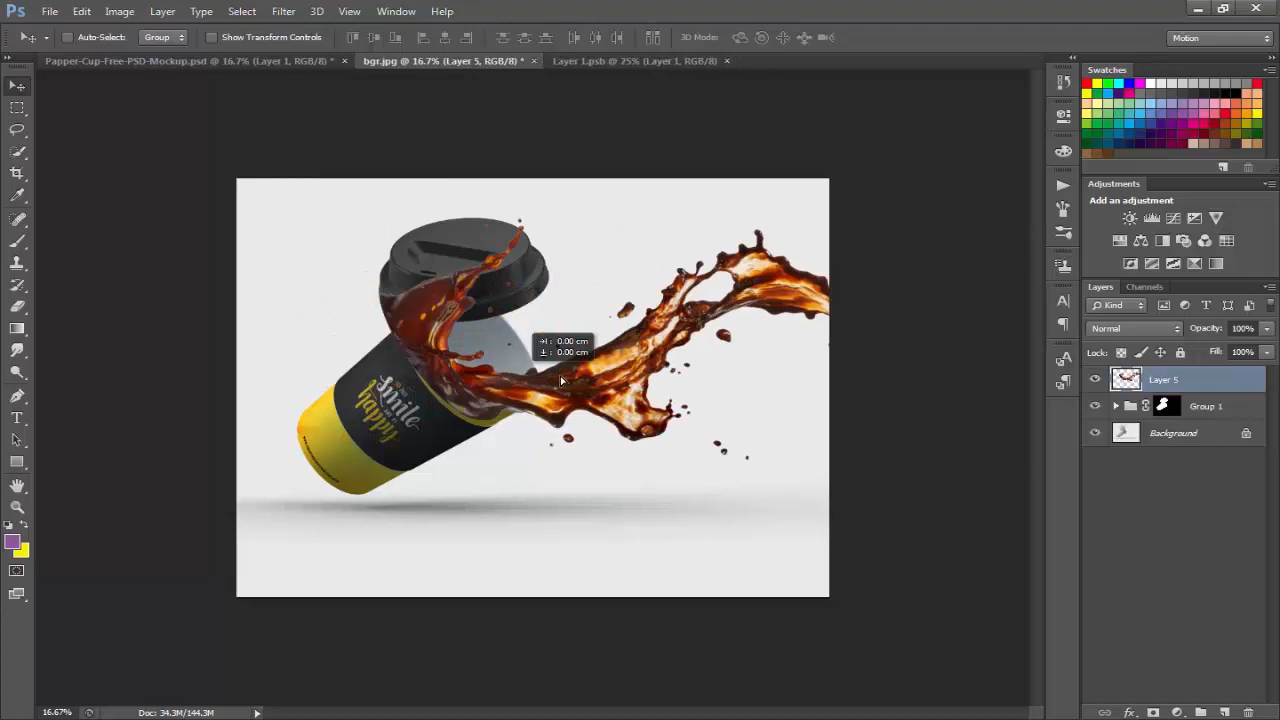 Ps File Edit Image Layer Type Select Filter 3D View Window Help
Auto-Select: Group Show Transform Controls 3D Mode: Motion
Papper-Cup-Free-PSD-Mockup.psd @ 16.7% (Layer 1, RGB/8) * × bgr.jpg @ 16.7% (Layer 5, RGB/8) * × Layer 1.psb @ 25% (Layer 1, RGB/8) ×
Swatches
Adjustments
Add an adjustment
Layers Channels
Kind
Normal Opacity: 100%
Lock: Fill: 100%
Layer 5
Group 1
Background
: 0.00 cm
: 0.00 cm
Smile
happy
16.67% Doc: 34.3M/144.3M